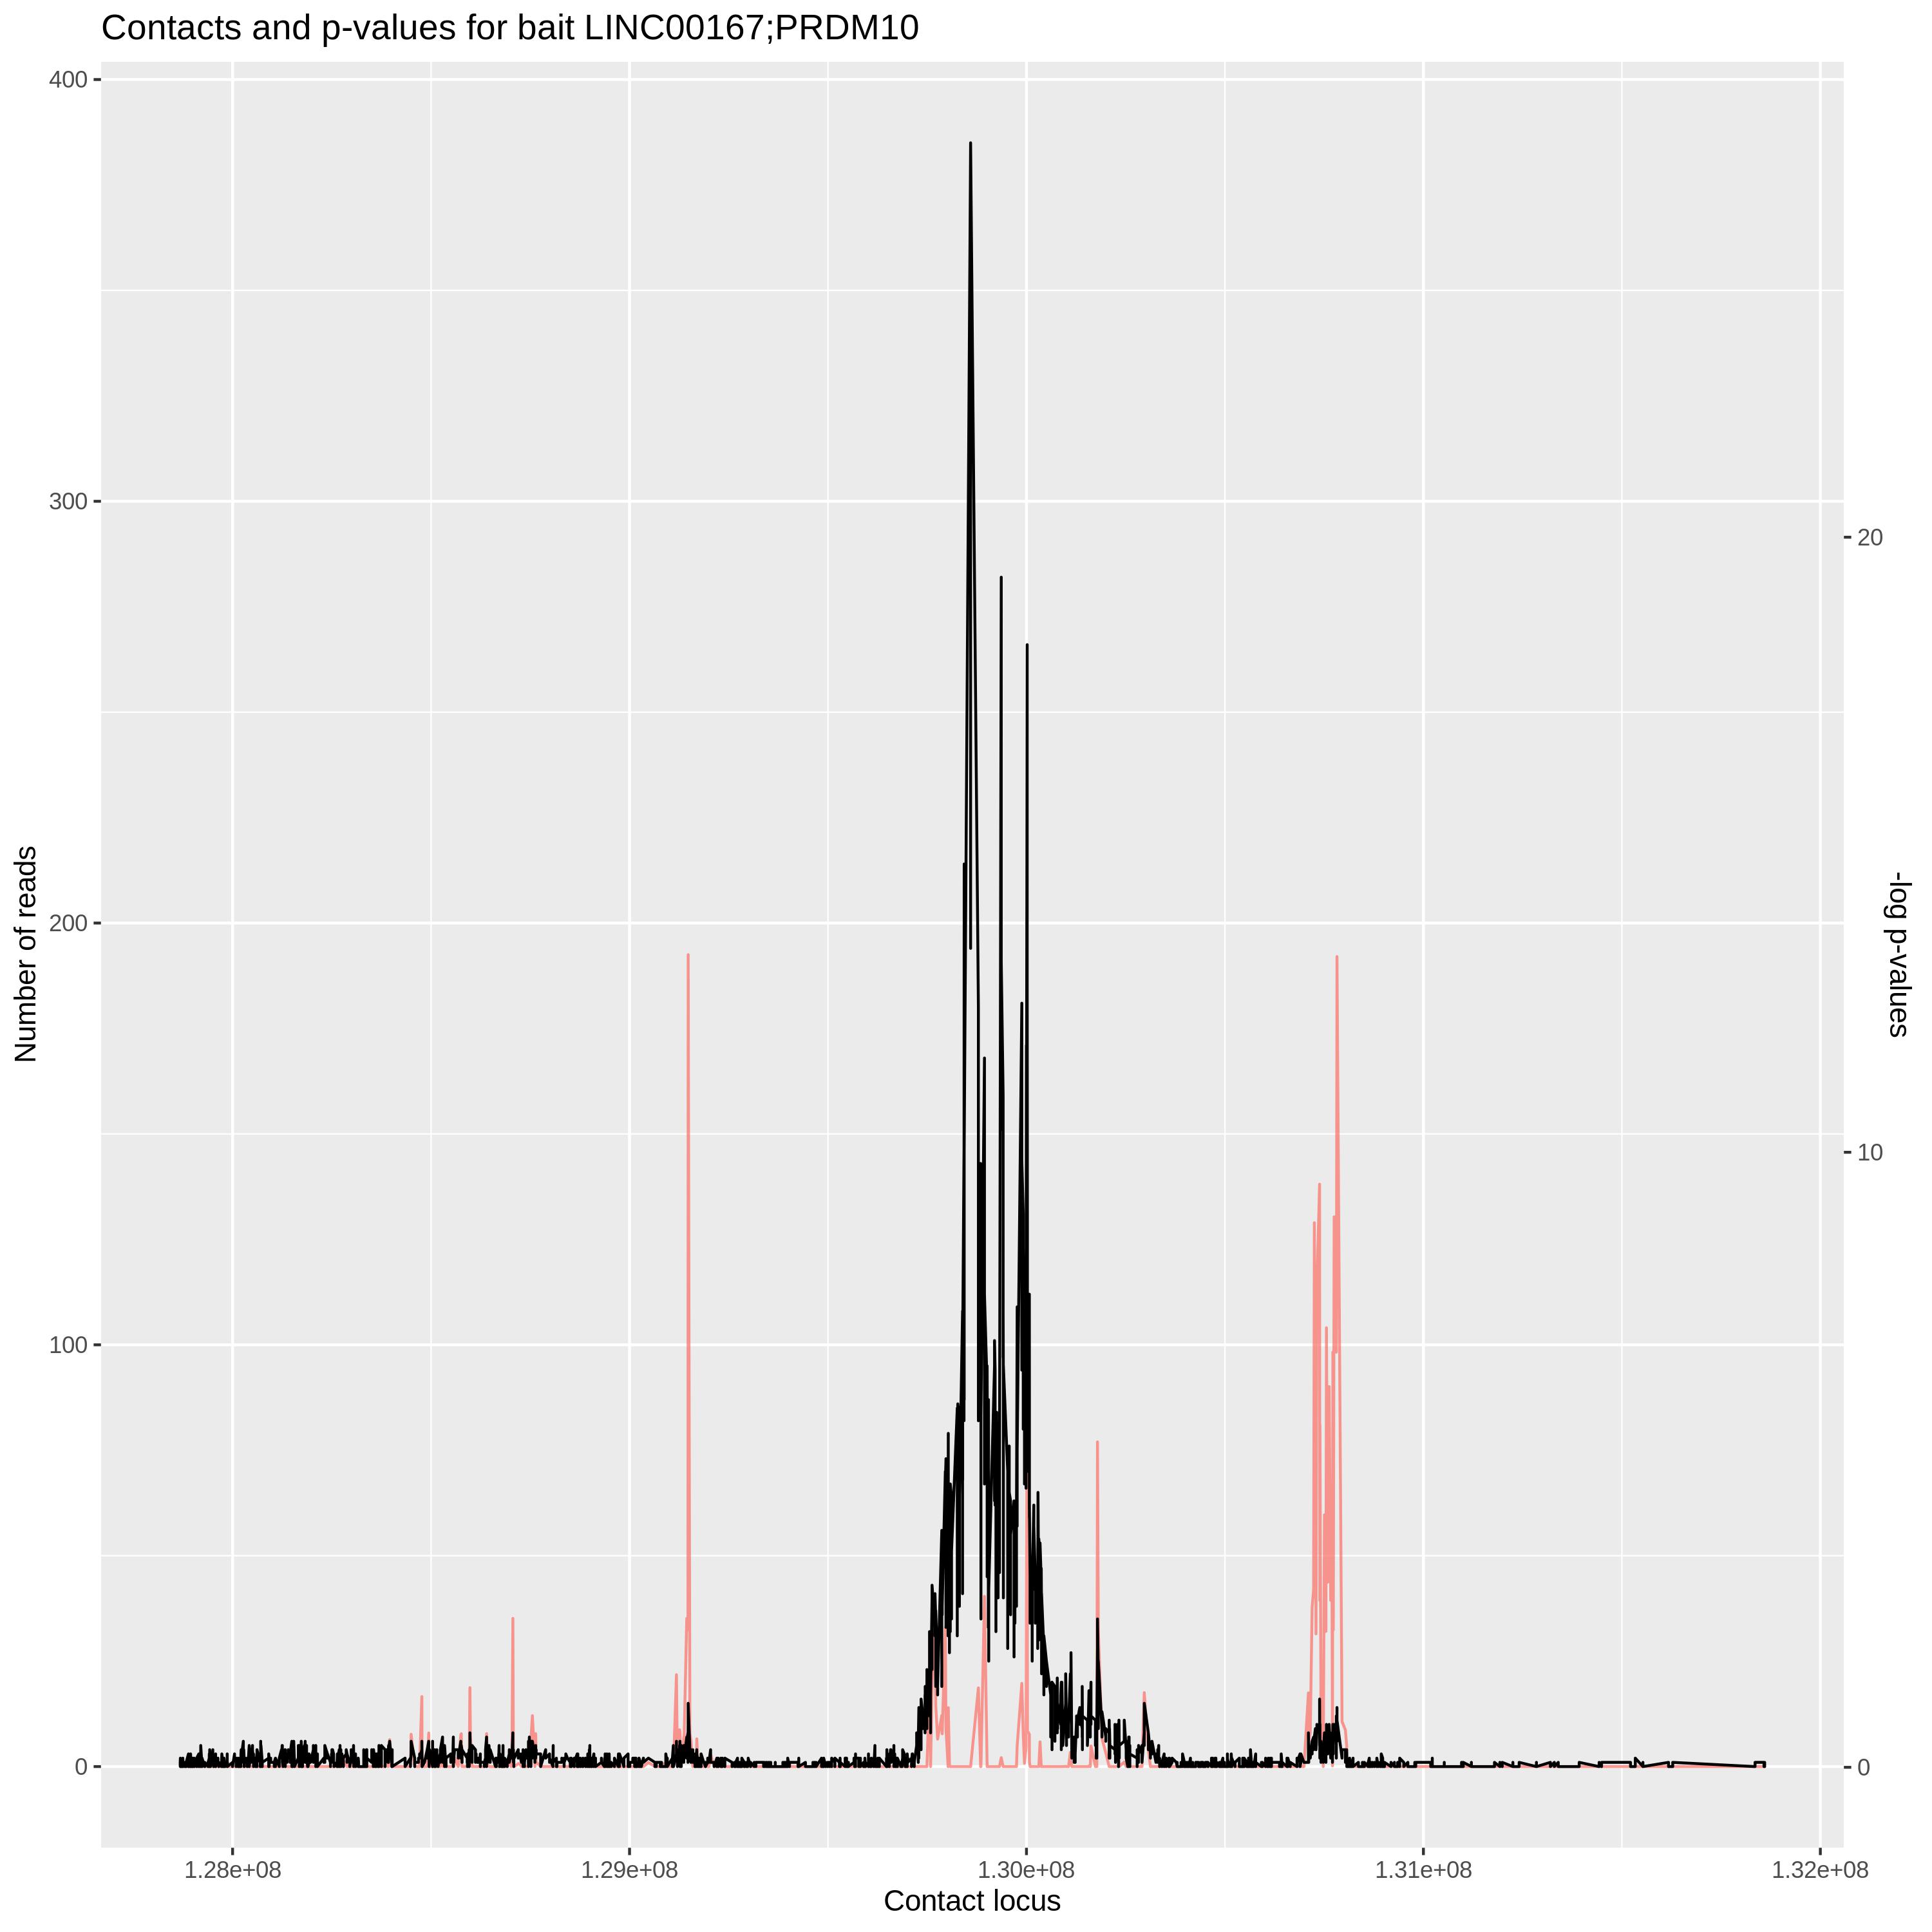 Contacts and p-values for bait LINC00167;PRDM10
400
300
200
100
0
Number of reads
20
10
0
-log p-values
1.28e+08
1.29e+08
1.30e+08
1.31e+08
1.32e+08
Contact locus